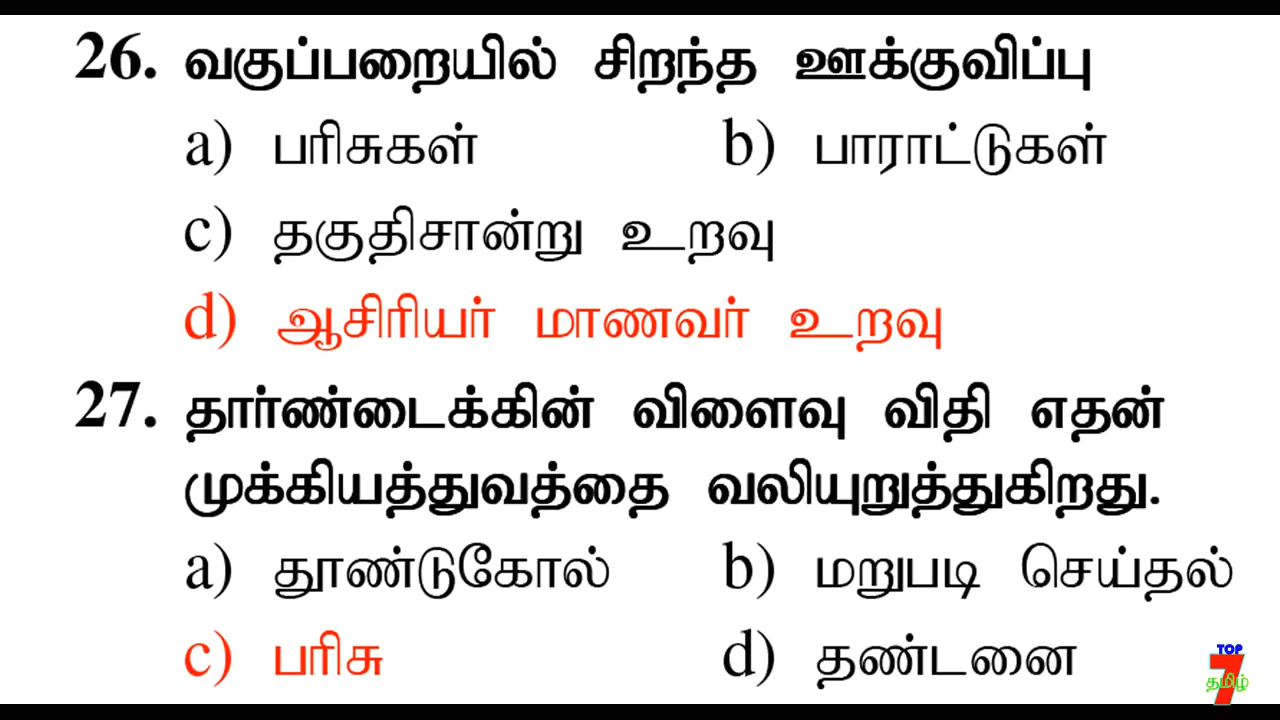 26. வகுப்பறையில் சிறந்த ஊக்குவிப்பு
a) பரிசுகள் b) பாராட்டுகள்
c) தகுதிசான்று உறவு
d) ஆசிரியர் மாணவர் உறவு
27. தார்ண்டைக்கின் விளைவு விதி எதன்
முக்கியத்துவத்தை வலியுறுத்துகிறது.
a) தூண்டுகோல் b) மறுபடி செய்தல்
c) பரிசு d) தண்டனை
TOP
7
தமிழ்